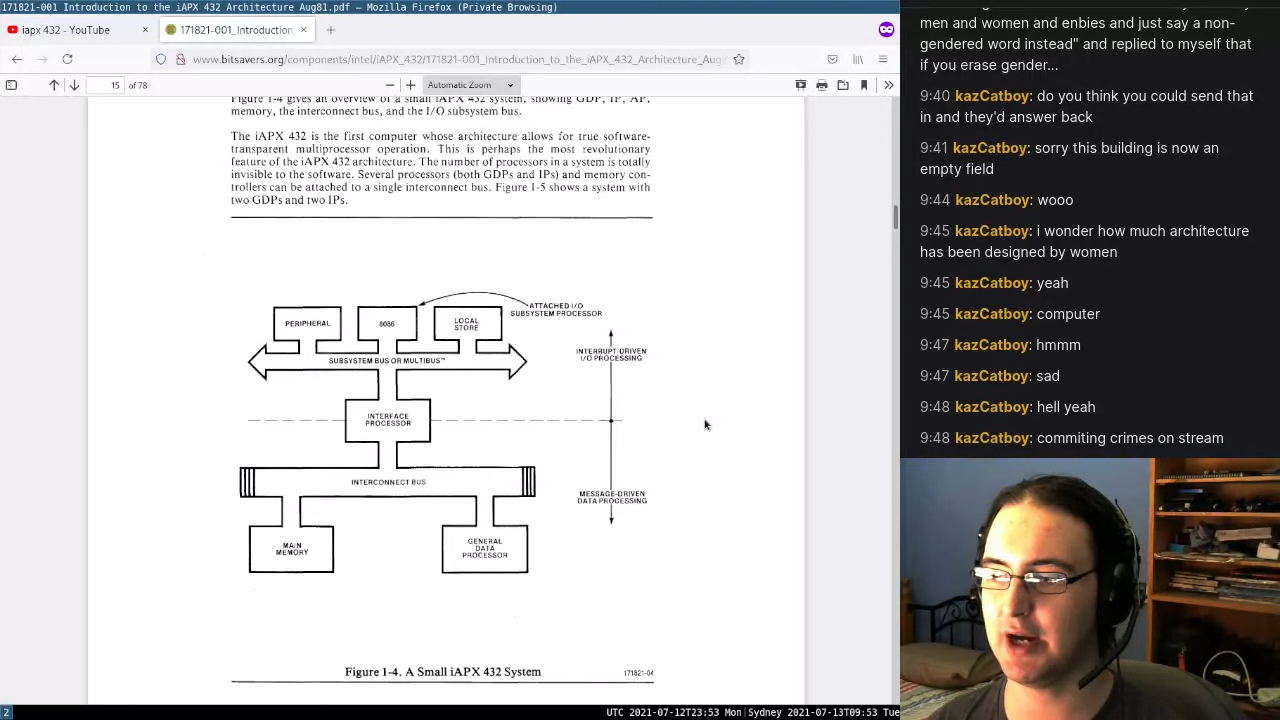 171821-001 Introduction to the iAPX 432 Architecture Aug81.pdf — Mozilla Firefox (Private Browsing)
iapx 432 - YouTube
171821-001_Introduction_
www.bitsavers.org/components/intel/iAPX_432/171821-001_Introduction_to_the_iAPX_432_Architecture_Aug
15 of 78
Automatic Zoom
Figure 1-4 gives an overview of a small iAPX 432 system, showing GDP, IP, AP,
memory, the interconnect bus, and the I/O subsystem bus.
The iAPX 432 is the first computer whose architecture allows for true software-
transparent multiprocessor operation. This is perhaps the most revolutionary
feature of the iAPX 432 architecture. The number of processors in a system is totally
invisible to the software. Several processors (both GDPs and IPs) and memory con-
trollers can be attached to a single interconnect bus. Figure 1-5 shows a system with
two GDPs and two IPs.
ATTACHED I/O
SUBSYSTEM PROCESSOR
PERIPHERAL
8086
LOCAL
STORE
SUBSYSTEM BUS OR MULTIBUS™
INTERRUPT-DRIVEN
I/O PROCESSING
INTERFACE
PROCESSOR
INTERCONNECT BUS
MESSAGE-DRIVEN
DATA PROCESSING
MAIN
MEMORY
GENERAL
DATA
PROCESSOR
Figure 1-4. A Small iAPX 432 System
171821-04
2
UTC 2021-07-12T23:53 Mon|Sydney 2021-07-13T09:53 Tue
men and women and enbies and just say a non-
gendered word instead" and replied to myself that
if you erase gender...
9:40 kazCatboy: do you think you could send that
in and they'd answer back
9:41 kazCatboy: sorry this building is now an
empty field
9:44 kazCatboy: wooo
9:45 kazCatboy: i wonder how much architecture
has been designed by women
9:45 kazCatboy: yeah
9:45 kazCatboy: computer
9:47 kazCatboy: hmmm
9:47 kazCatboy: sad
9:48 kazCatboy: hell yeah
9:48 kazCatboy: commiting crimes on stream